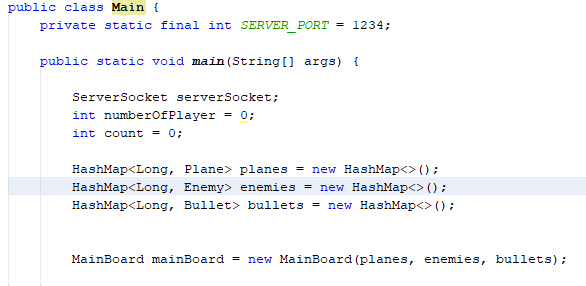 public class Main {
    private static final int SERVER_PORT = 1234;
    public static void main(String[] args) {
        ServerSocket serverSocket;
        int numberOfPlayer = 0;
        int count = 0;
        HashMap<Long, Plane> planes = new HashMap<>();
        HashMap<Long, Enemy> enemies = new HashMap<>();
        HashMap<Long, Bullet> bullets = new HashMap<>();
        MainBoard mainBoard = new MainBoard(planes, enemies, bullets);